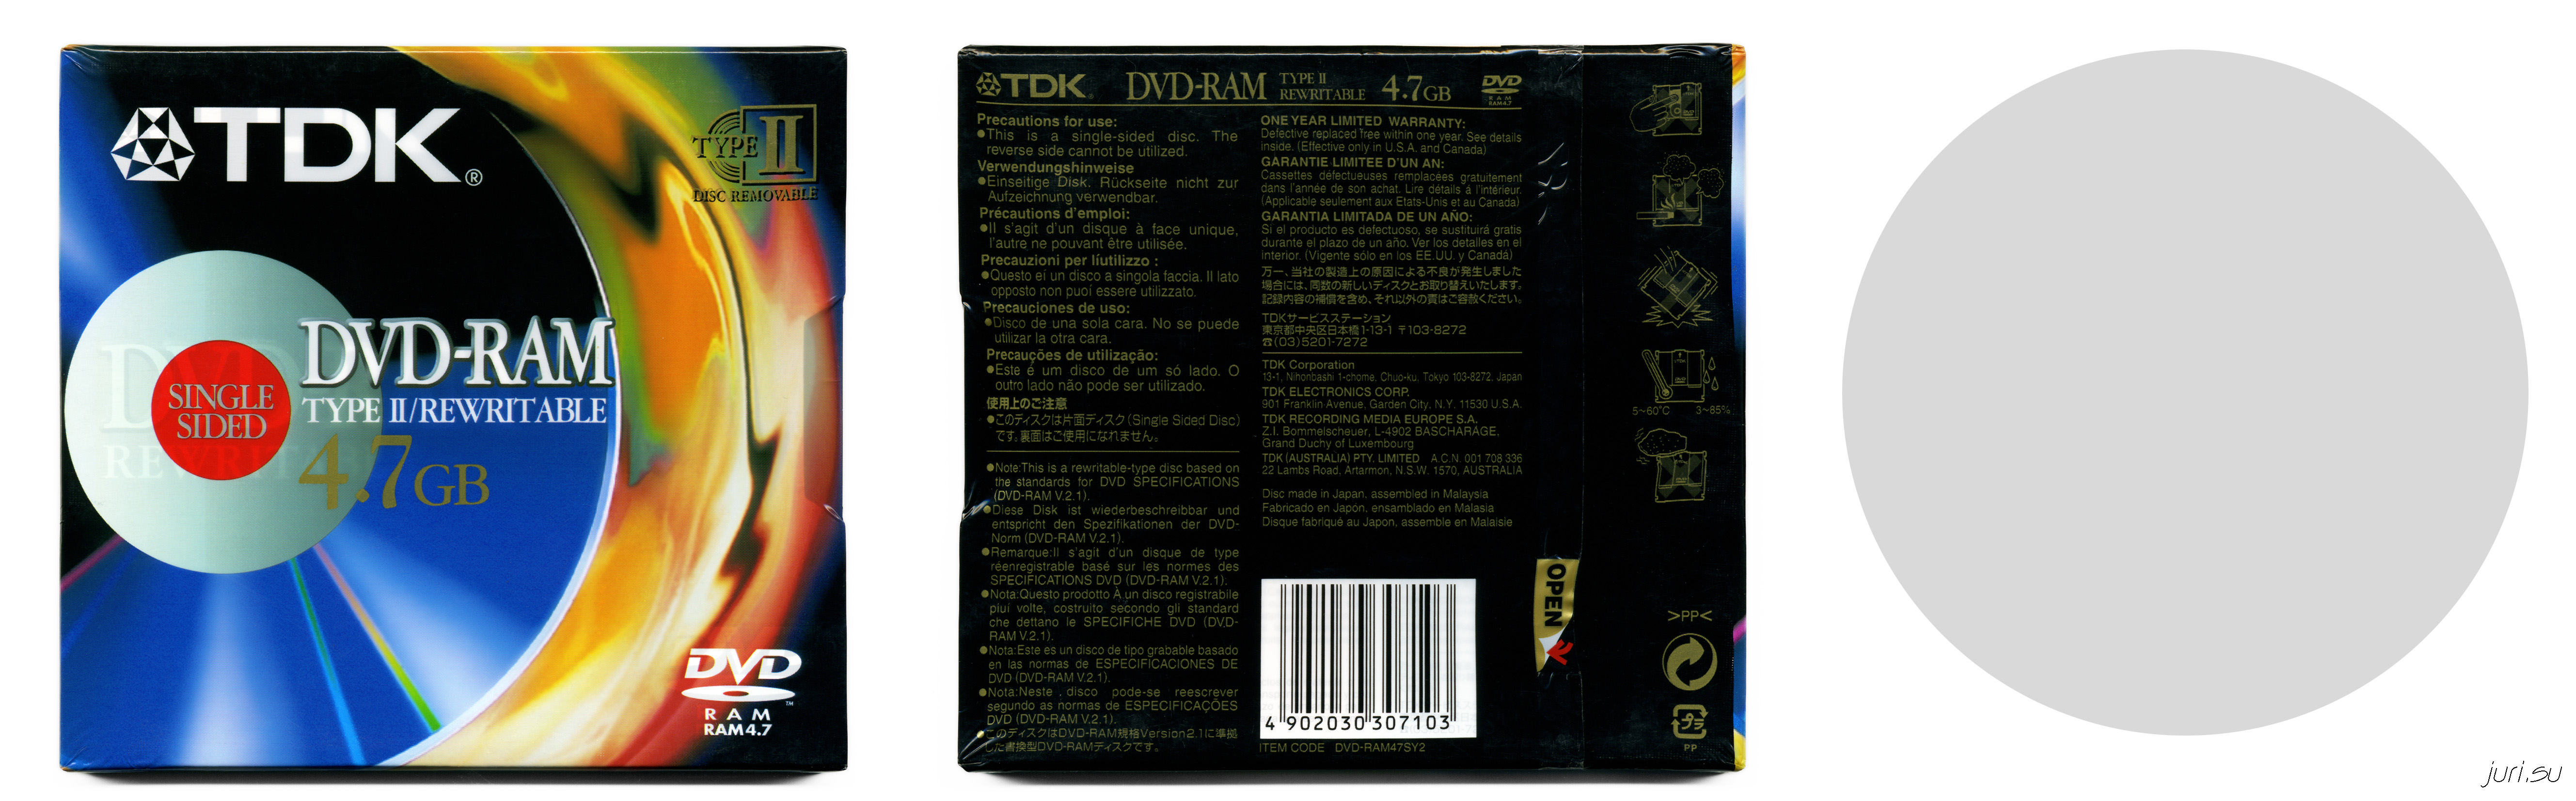 TDK®
TYPE II
DISC REMOVABLE
SINGLE
SIDED
DVD-RAM
TYPE II/REWRITABLE
4.7GB
DVD
™
RAM
RAM4.7
TDK
DVD-RAM
TYPE II
REWRITABLE
4.7GB
DVD
RAM
RAM4.7
Precautions for use:
●This is a single-sided disc. The
reverse side cannot be utilized.
Verwendungshinweise
●Einseitige Disk. Rückseite nicht zur
Aufzeichnung verwendbar.
Précautions d'emploi:
●Il s'agit d'un disque à face unique,
l'autre ne pouvant être utilisée.
Precauzioni per líutilizzo :
●Questo eí un disco a singola faccia. Il lato
opposto non puoí essere utilizzato.
Precauciones de uso:
●Disco de una sola cara. No se puede
utilizar la otra cara.
Precauções de utilização:
●Este é um disco de um só lado. O
outro lado não pode ser utilizado.
使用上のご注意
●このディスクは片面ディスク(Single Sided Disc)
です。裏面はご使用になれません。
●Note:This is a rewritable-type disc based on
the standards for DVD SPECIFICATIONS
(DVD-RAM V.2.1).
●Diese Disk ist wiederbeschreibbar und
entspricht den Spezifikationen der DVD-
Norm (DVD-RAM V.2.1).
●Remarque:Il s'agit d'un disque de type
réenregistrable basé sur les normes des
SPECIFICATIONS DVD (DVD-RAM V.2.1).
●Nota:Questo prodotto À un disco registrabile
piuí volte, costruito secondo gli standard
che dettano le SPECIFICHE DVD (DVD-
RAM V.2.1).
●Nota:Este es un disco de tipo grabable basado
en las normas de ESPECIFICACIONES DE
DVD (DVD-RAM V.2.1).
●Nota:Neste disco pode-se reescrever
segundo as normas de ESPECIFICAÇÕES
DVD (DVD-RAM V.2.1).
●このディスクはDVD-RAM規格Version2.1に準拠
した書換型DVD-RAMディスクです。
ONE YEAR LIMITED WARRANTY:
Defective replaced free within one year. See details
inside. (Effective only in U.S.A. and Canada)
GARANTIE LIMITEE D'UN AN:
Cassettes défectueuses remplacées gratuitement
dans l'année de son achat. Lire détails á l'intérieur.
(Applicable seulement aux Etats-Unis et au Canada)
GARANTIA LIMITADA DE UN AÑO:
Si el producto es defectuoso, se sustituirá gratis
durante el plazo de un año. Ver los detalles en el
interior. (Vigente sólo en los EE.UU. y Canadá)
万一、当社の製造上の原因による不良が発生しました
場合には、同数の新しいディスクとお取り替えいたします。
記録内容の補償を含め、それ以外の責はご容赦ください。
TDKサービスステーション
東京都中央区日本橋1-13-1 〒103-8272
☎(03)5201-7272
TDK Corporation
13-1, Nihonbashi 1-chome, Chuo-ku, Tokyo 103-8272, Japan
TDK ELECTRONICS CORP.
901 Franklin Avenue, Garden City, N.Y. 11530 U.S.A.
TDK RECORDING MEDIA EUROPE S.A.
Z.I. Bommelscheuer, L-4902 BASCHARAGE,
Grand Duchy of Luxembourg
TDK (AUSTRALIA) PTY. LIMITED A.C.N. 001 708 336
22 Lambs Road, Artarmon, N.S.W. 1570, AUSTRALIA
Disc made in Japan, assembled in Malaysia
Fabricado en Japón, ensamblado en Malasia
Disque fabriqué au Japon, assemble en Malaisie
4 902030 307103
ITEM CODE DVD-RAM47SY2
OPEN
5~60°C 3~85%
>PP<
プラ
PP
juri.su